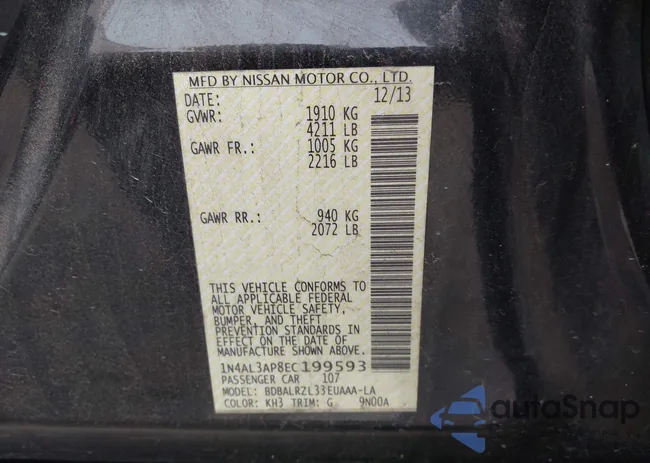 MFD BY NISSAN MOTOR CO., LTD.
DATE: 12/13
GVWR: 1910 KG
4211 LB
GAWR FR.: 1005 KG
2216 LB
GAWR RR.: 940 KG
2072 LB
THIS VEHICLE CONFORMS TO
ALL APPLICABLE FEDERAL
MOTOR VEHICLE SAFETY,
BUMPER, AND THEFT
PREVENTION STANDARDS IN
EFFECT ON THE DATE OF
MANUFACTURE SHOWN ABOVE.
1N4AL3AP8EC199593
PASSENGER CAR 107
MODEL: BDBALRZL33EUAAA-LA
COLOR: KH3 TRIM: G 9N00A
autoSnap